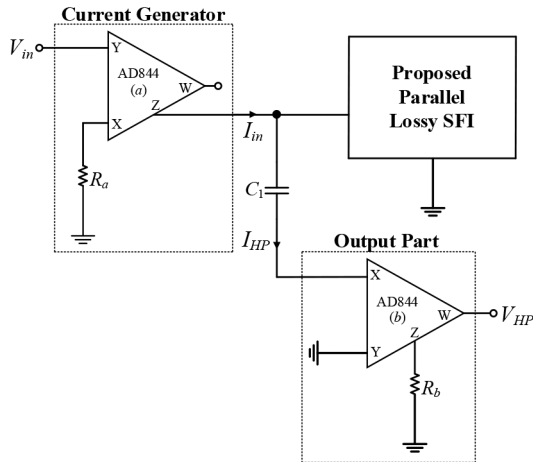 Current Generator
V_in
Y
AD844
(a)
W
Z
X
R_a
I_in
Proposed
Parallel
Lossy SFI
C_1
I_HP
Output Part
X
AD844
(b)
W
Z
Y
V_HP
R_b